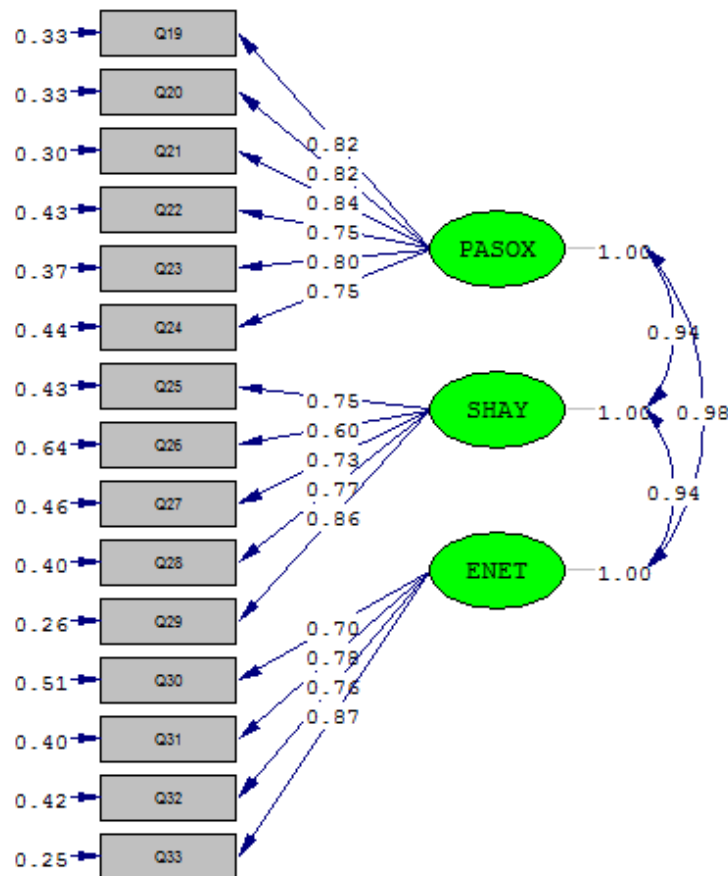 0.33 Q19
0.33 Q20
0.30 Q21
0.43 Q22
0.37 Q23
0.44 Q24
0.43 Q25
0.64 Q26
0.46 Q27
0.40 Q28
0.26 Q29
0.51 Q30
0.40 Q31
0.42 Q32
0.25 Q33
0.82
0.82
0.84
0.75
0.80
0.75
0.75
0.60
0.73
0.77
0.86
0.70
0.78
0.76
0.87
PASOX 1.00
SHAY 1.00
ENET 1.00
0.94
0.98
0.94